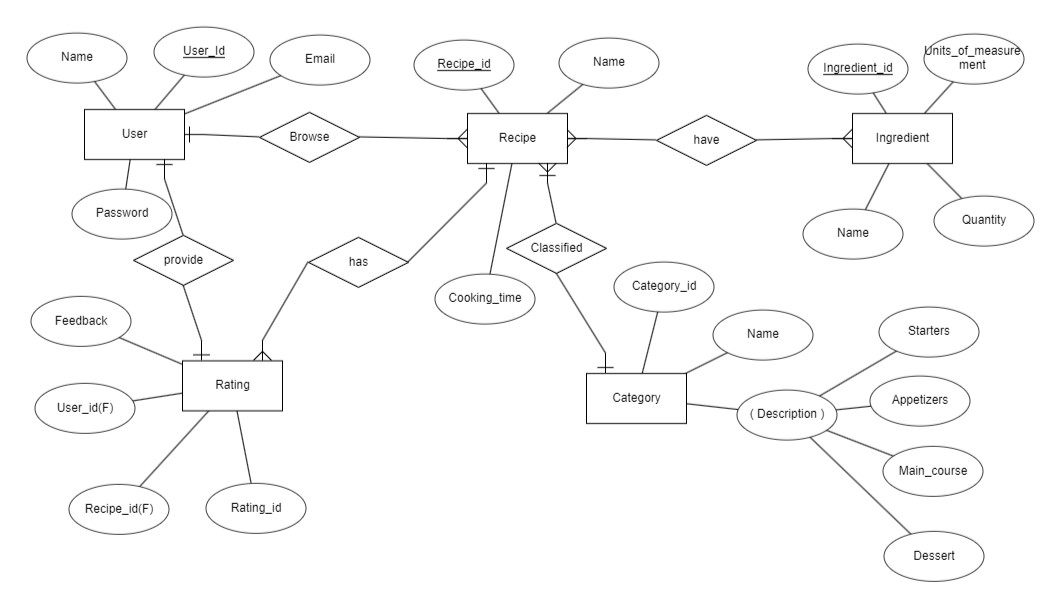 Name
User_Id
Email
Recipe_id
Name
Ingredient_id
Units_of_measure
ment
User
Browse
Recipe
have
Ingredient
Password
provide
has
Classified
Name
Quantity
Cooking_time
Category_id
Feedback
Name
Starters
Rating
Category
Appetizers
User_id(F)
( Description )
Main_course
Recipe_id(F)
Rating_id
Dessert